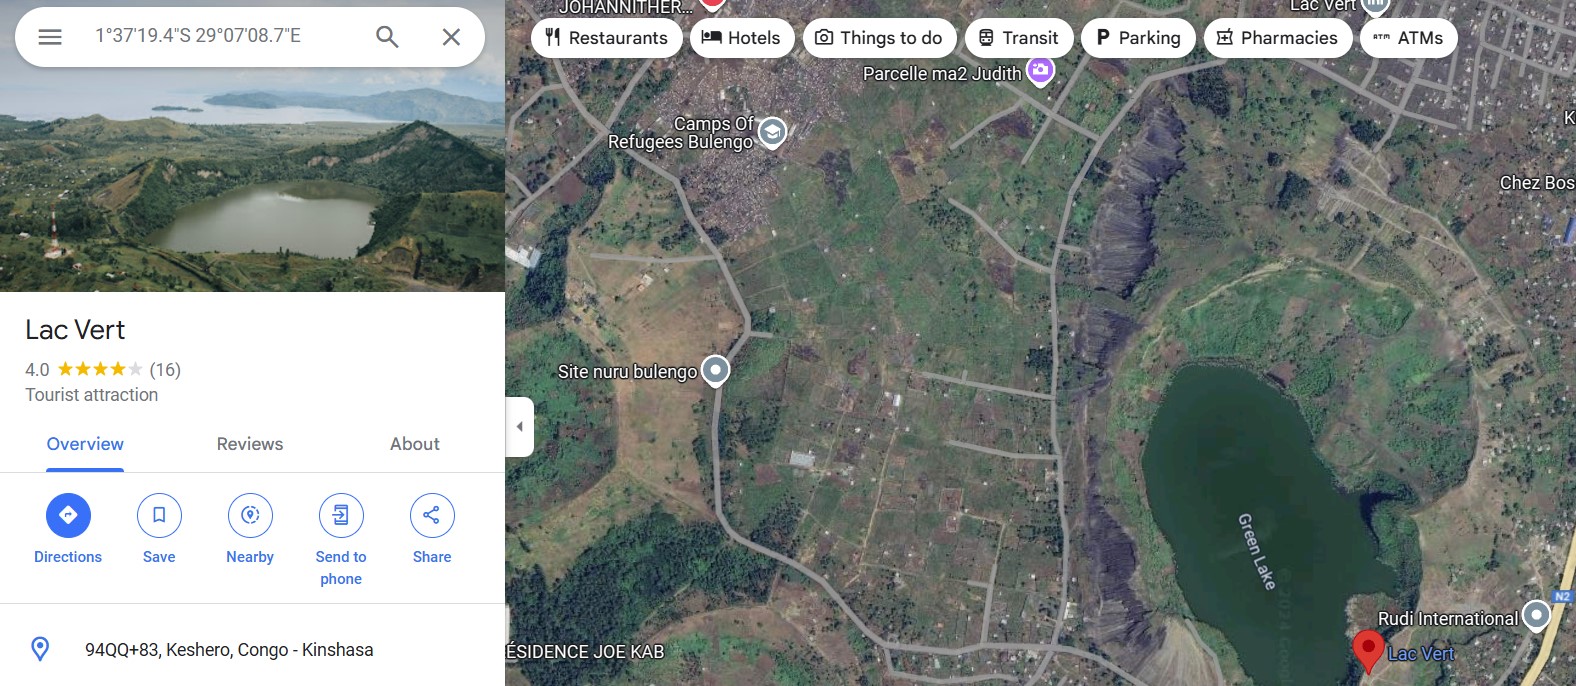 1°37'19.4"S 29°07'08.7"E
Lac Vert
4.0 (16)
Tourist attraction
Overview Reviews About
Directions Save Nearby Send to phone Share
94QQ+83, Keshero, Congo - Kinshasa
JOHANNITHER...
Lac Vert
Restaurants Hotels Things to do Transit P Parking Pharmacies ATM ATMs
Parcelle ma2 Judith
Camps Of
Refugees Bulengo
K
Chez Bos
Site nuru bulengo
Green Lake
N2
Rudi International
ÉSIDENCE JOE KAB
Lac Vert